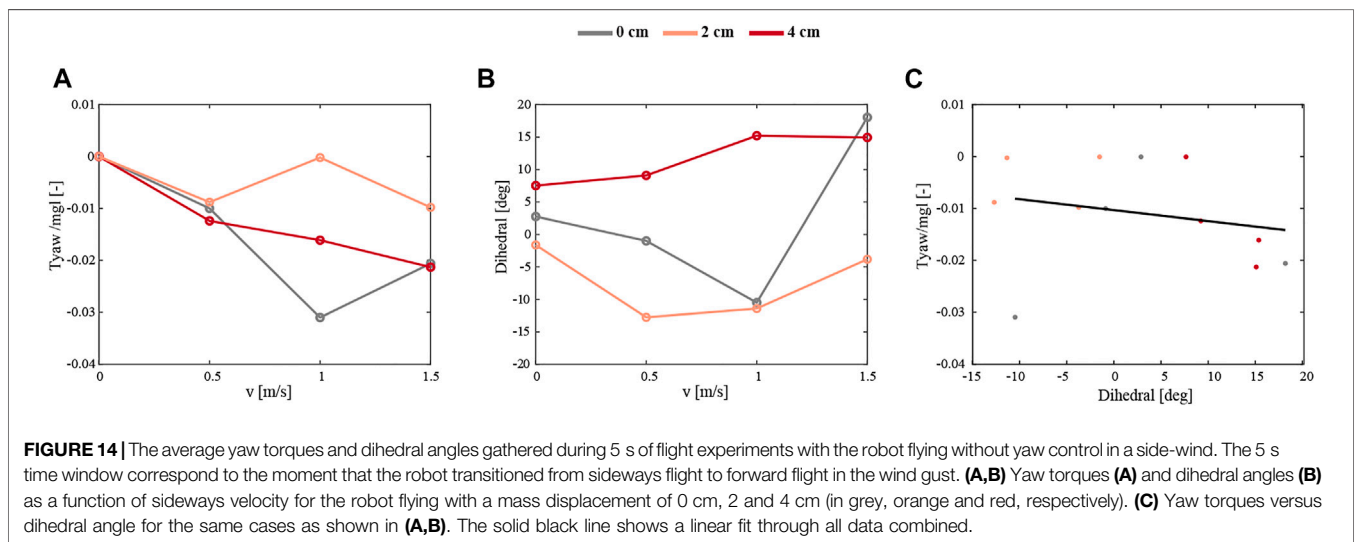 0 cm 2 cm 4 cm
A
Tyaw /mgl [-]
0.01
0
-0.01
-0.02
-0.03
-0.04
0 0.5 1 1.5
v [m/s]
B
Dihedral [deg]
20
15
10
5
0
-5
-10
-15
-20
0 0.5 1 1.5
v [m/s]
C
Tyaw/mgl [-]
0.01
0
-0.01
-0.02
-0.03
-0.04
-15 -10 -5 0 5 10 15 20
Dihedral [deg]
FIGURE 14 | The average yaw torques and dihedral angles gathered during 5 s of flight experiments with the robot flying without yaw control in a side-wind. The 5 s
time window correspond to the moment that the robot transitioned from sideways flight to forward flight in the wind gust. (A,B) Yaw torques (A) and dihedral angles (B)
as a function of sideways velocity for the robot flying with a mass displacement of 0 cm, 2 and 4 cm (in grey, orange and red, respectively). (C) Yaw torques versus
dihedral angle for the same cases as shown in (A,B). The solid black line shows a linear fit through all data combined.